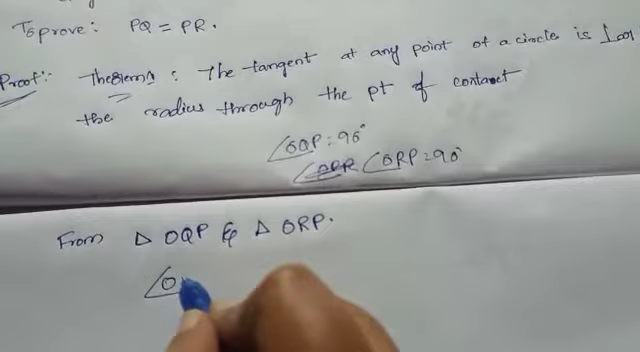 To prove: PQ = PR.
Proof:- Theorem: The tangent at any point of a circle is
the radius through the pt of contact
∠OQP = 90°
∠ORP = 90°
From Δ OQP & Δ ORP.
∠O